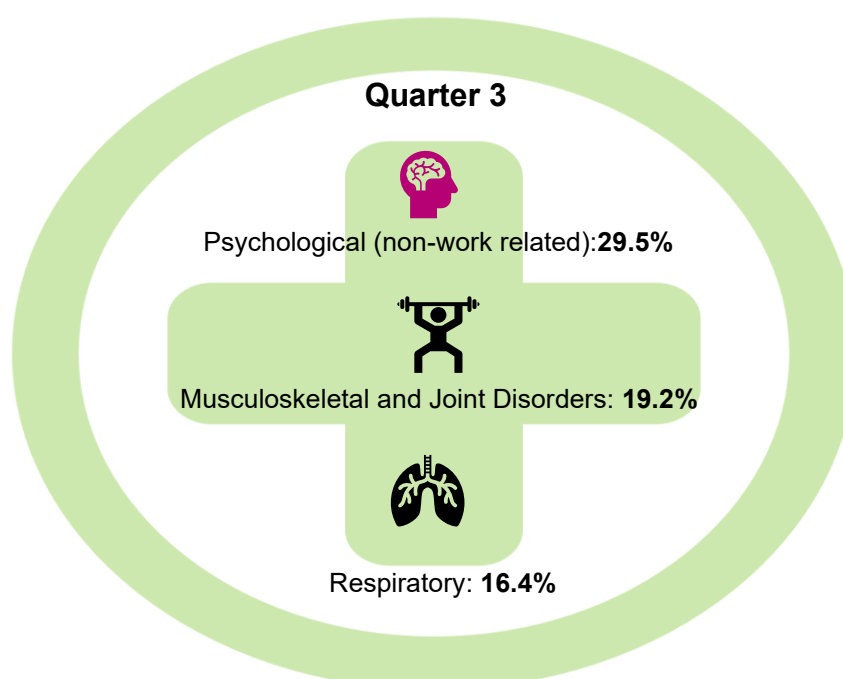 Quarter 3
Psychological (non-work related):29.5%
Musculoskeletal and Joint Disorders: 19.2%
Respiratory: 16.4%